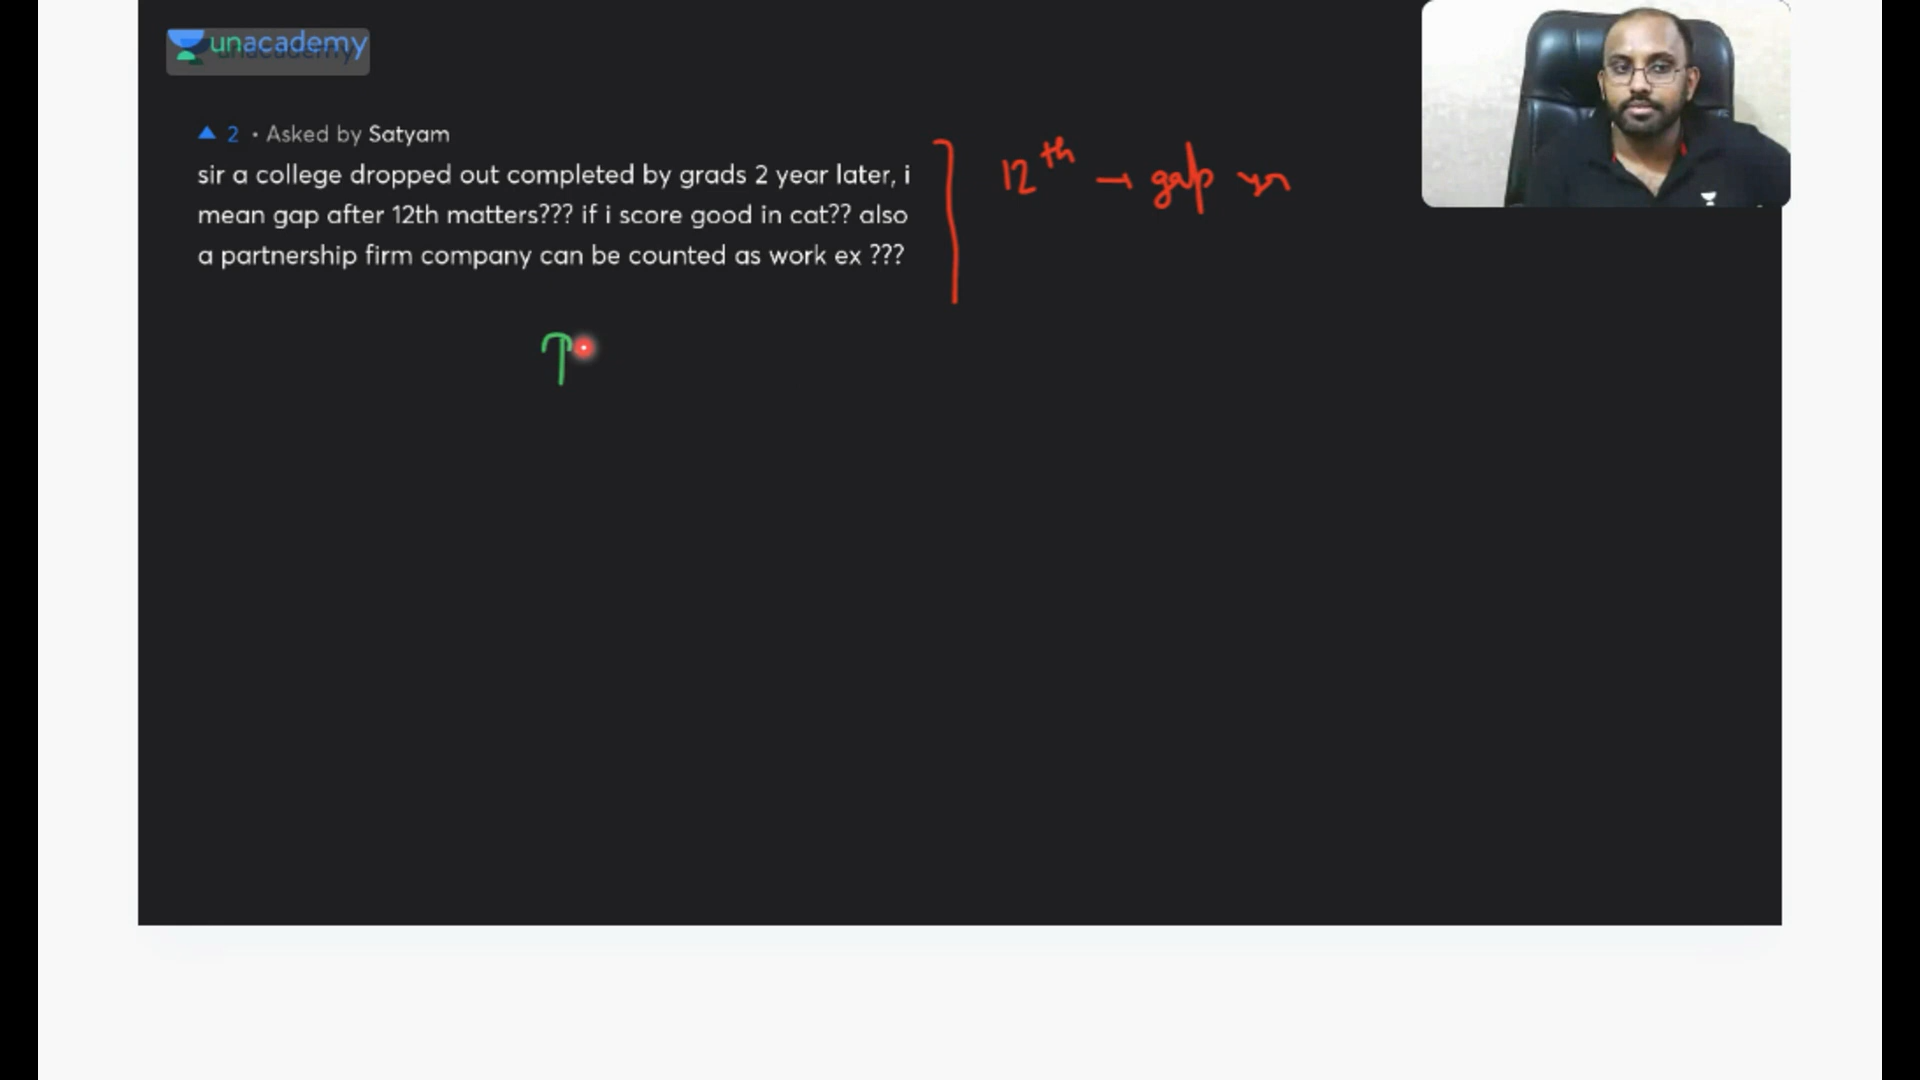 unacademy
▲ 2 • Asked by Satyam
sir a college dropped out completed by grads 2 year later, i
mean gap after 12th matters??? if i score good in cat?? also
a partnership firm company can be counted as work ex ???
12th → gap yr